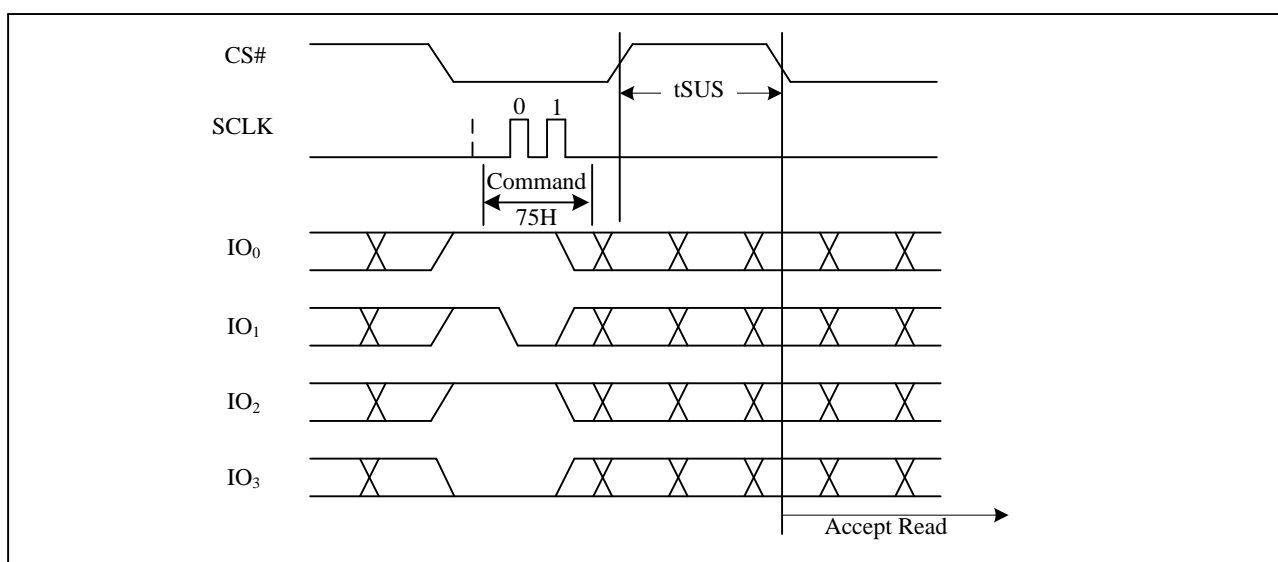 CS#
tSUS
0 1
SCLK
Command
75H
IO0
IO1
IO2
IO3
Accept Read